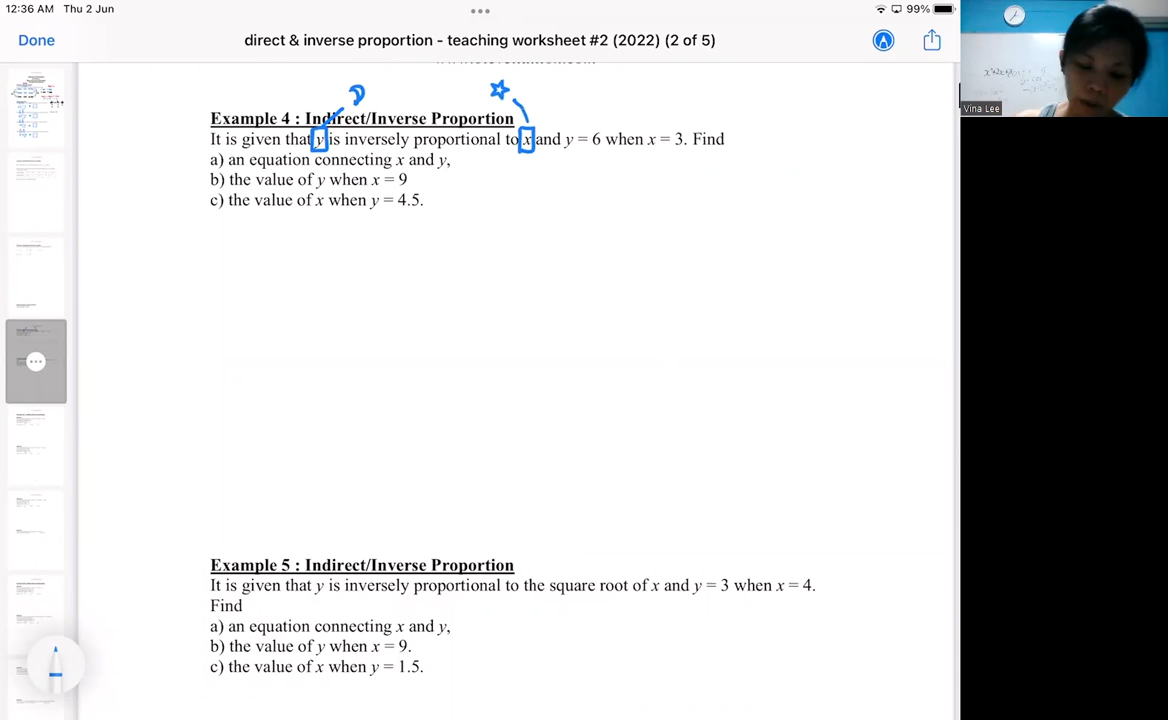 12:36 AM Thu 2 Jun
99%
Done
direct & inverse proportion - teaching worksheet #2 (2022) (2 of 5)
Example 4 : Indirect/Inverse Proportion
It is given that y is inversely proportional to x and y = 6 when x = 3. Find
a) an equation connecting x and y,
b) the value of y when x = 9
c) the value of x when y = 4.5.
Example 5 : Indirect/Inverse Proportion
It is given that y is inversely proportional to the square root of x and y = 3 when x = 4.
Find
a) an equation connecting x and y,
b) the value of y when x = 9.
c) the value of x when y = 1.5.
Vina Lee